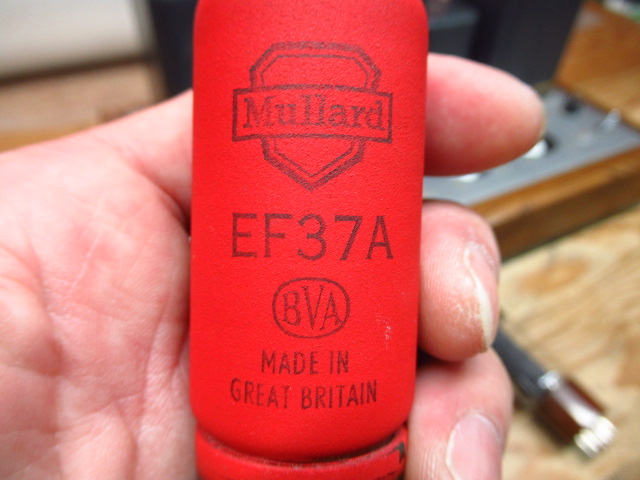 Mullard
EF37A
BVA
MADE IN
GREAT BRITAIN